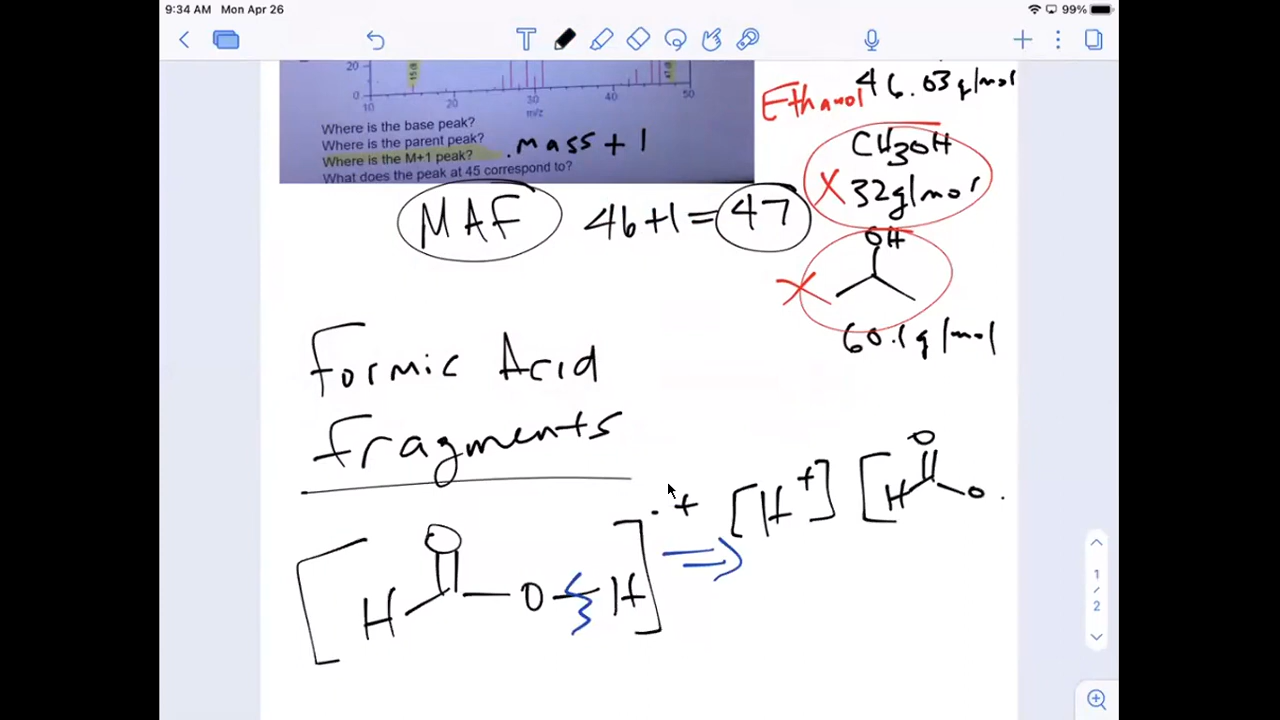 9:34 AM Mon Apr 26
99%
20
0
10
20
30
40
50
m/z
Where is the base peak?
Where is the parent peak?
Where is the M+1 peak?
. mass + 1
What does the peak at 45 correspond to?
Ethanol
46.03 g/mol
CH3OH
X 32 g/mol
MAF
46+1=47
OH
X
60.1 g/mol
Formic Acid
Fragments
[H O O H] · +
[H+] [H O O ·
1
/
2